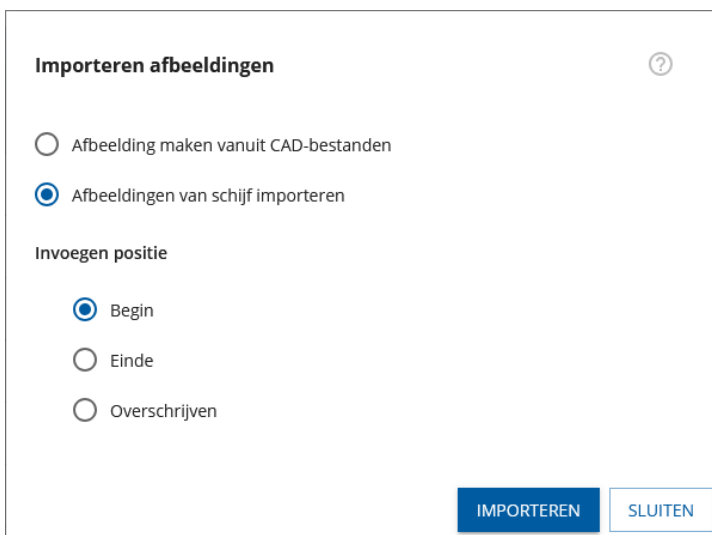 Importeren afbeeldingen
?
Afbeelding maken vanuit CAD-bestanden
Afbeeldingen van schijf importeren
Invoegen positie
Begin
Einde
Overschrijven
IMPORTEREN SLUITEN